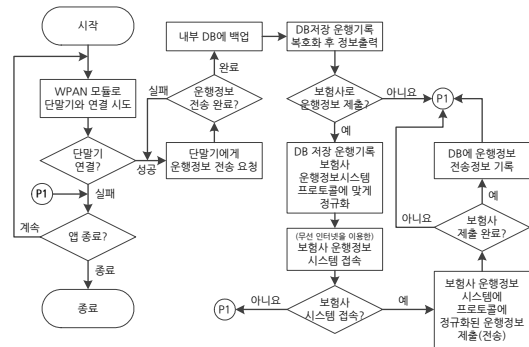 시작
WPAN 모듈로
단말기와 연결 시도
단말기
연결?
성공
실패
P1
앱 종료?
계속
종료
종료
내부 DB에 백업
완료
실패
운행정보
전송 완료?
단말기에게
운행정보 전송 요청
DB저장 운행기록
복호화 후 정보출력
보험사로
운행정보 제출?
아니요
P1
예
DB 저장 운행기록
보험사
운행정보시스템
프로토콜에 맞게
정규화
(무선 인터넷을 이용한)
보험사 운행정보
시스템 접속
보험사
시스템 접속?
아니요
P1
예
보험사 운행정보
시스템에
프로토콜에
정규화된 운행정보
제출(전송)
보험사
제출 완료?
아니요
예
DB에 운행정보
전송정보 기록